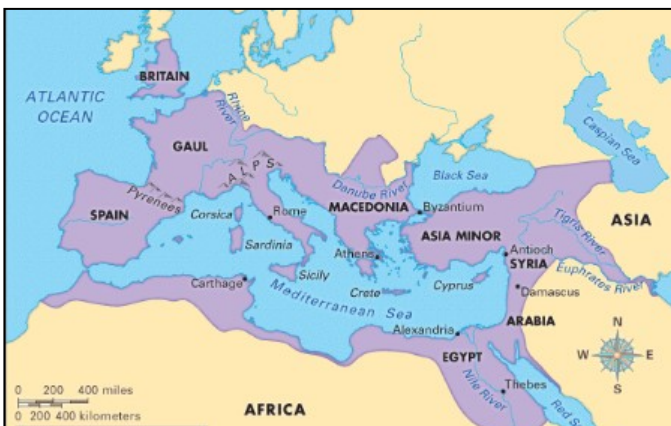 BRITAIN
ATLANTIC
OCEAN
Rhine
River
GAUL
ALPS
Pyrenees
SPAIN
Corsica
Rome
Sardinia
Sicily
Carthage
Mediterranean Sea
Danube River
MACEDONIA
Byzantium
Black Sea
Caspian Sea
ASIA
ASIA MINOR
Tigris River
Antioch
SYRIA
Euphrates River
Athens
Crete
Cyprus
Damascus
ARABIA
Alexandria
EGYPT
Nile River
Thebes
Red S
AFRICA
N
W E
S
0 200 400 miles
0 200 400 kilometers